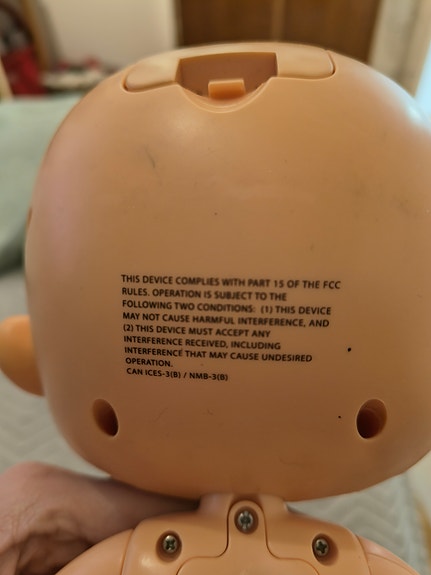 THIS DEVICE COMPLIES WITH PART 15 OF THE FCC
RULES. OPERATION IS SUBJECT TO THE
FOLLOWING TWO CONDITIONS: (1) THIS DEVICE
MAY NOT CAUSE HARMFUL INTERFERENCE, AND
(2) THIS DEVICE MUST ACCEPT ANY
INTERFERENCE RECEIVED, INCLUDING
INTERFERENCE THAT MAY CAUSE UNDESIRED
OPERATION.
CAN ICES-3(B) / NMB-3(B)